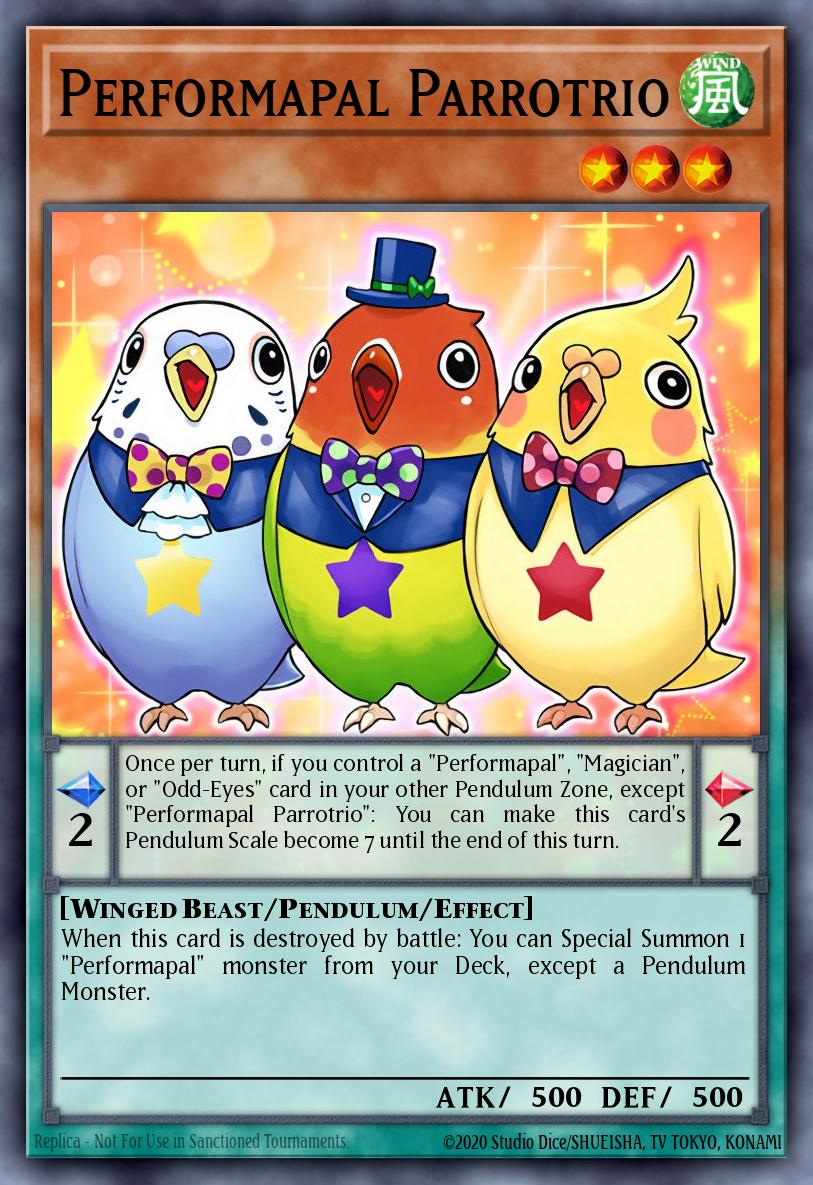 Performapal Parrotrio
WIND
風
Once per turn, if you control a "Performapal", "Magician",
or "Odd-Eyes" card in your other Pendulum Zone, except
"Performapal Parrotrio": You can make this card's
Pendulum Scale become 7 until the end of this turn.
2
2
[Winged Beast/Pendulum/Effect]
When this card is destroyed by battle: You can Special Summon 1
"Performapal" monster from your Deck, except a Pendulum
Monster.
ATK/ 500 DEF/ 500
Replica - Not For Use in Sanctioned Tournaments.
©2020 Studio Dice/SHUEISHA, TV TOKYO, KONAMI